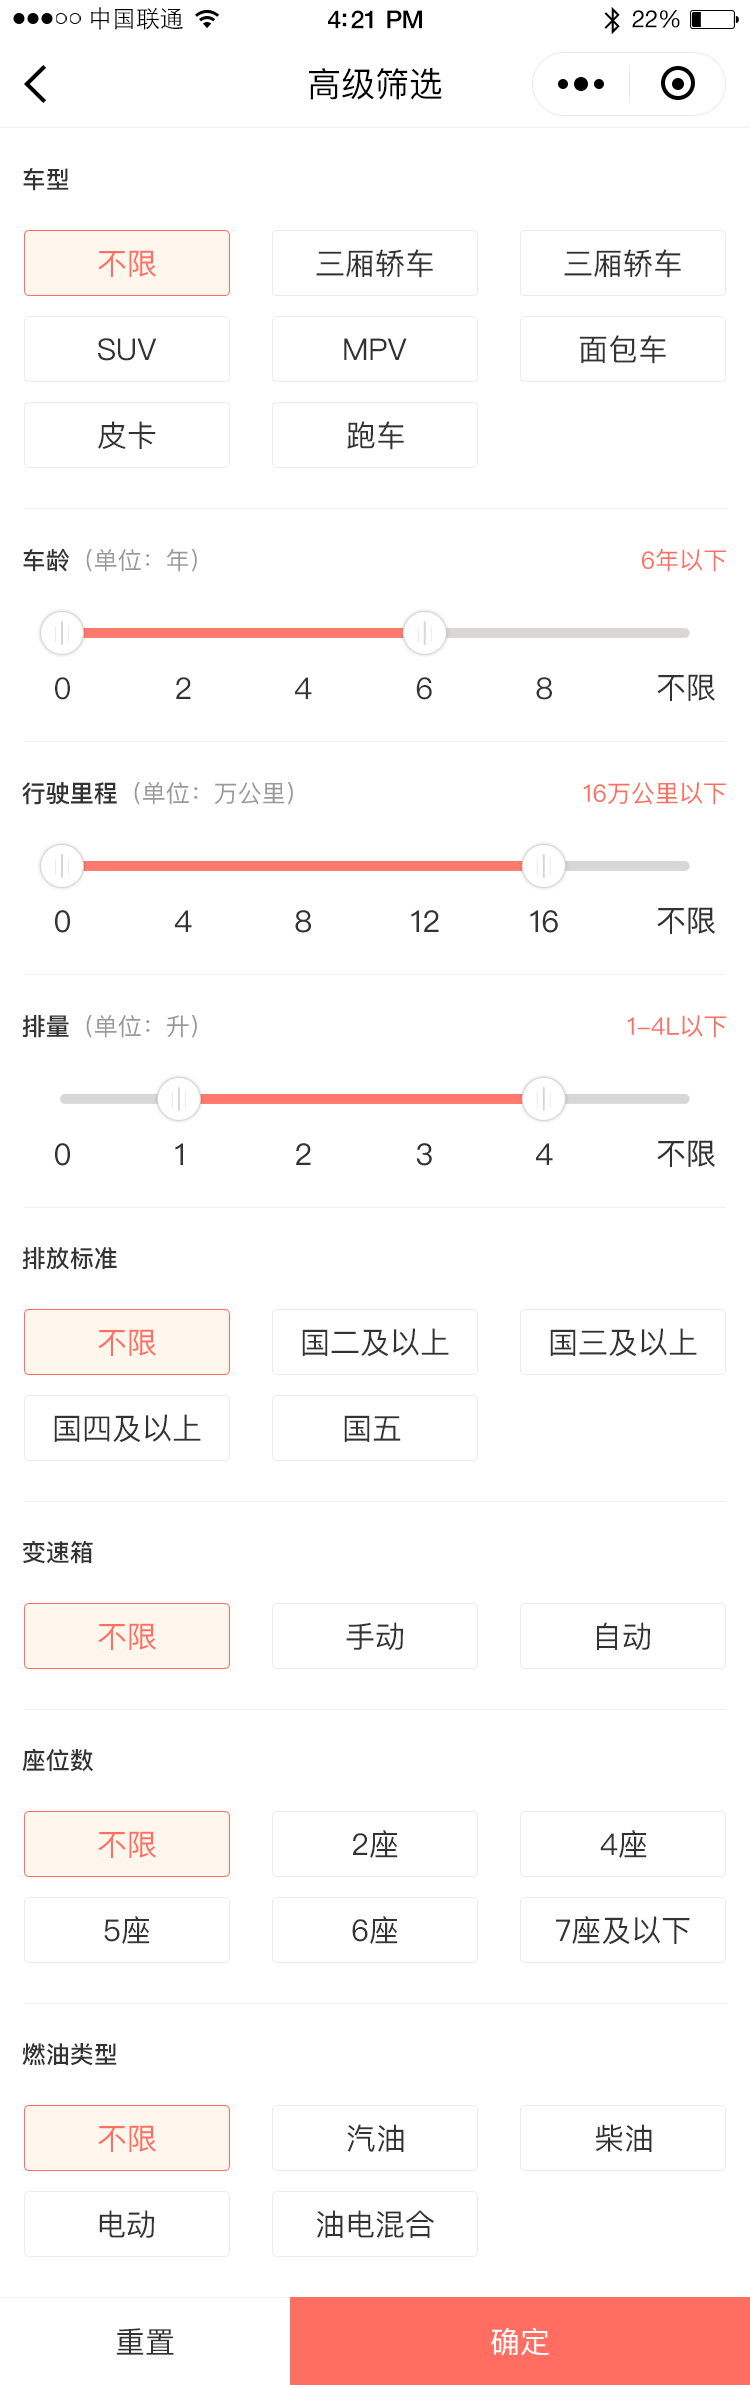 中国联通 4:21 PM 22%
高级筛选
车型
不限 三厢轿车 三厢轿车
SUV MPV 面包车
皮卡 跑车
车龄（单位：年） 6年以下
0 2 4 6 8 不限
行驶里程（单位：万公里） 16万公里以下
0 4 8 12 16 不限
排量（单位：升） 1-4L以下
0 1 2 3 4 不限
排放标准
不限 国二及以上 国三及以上
国四及以上 国五
变速箱
不限 手动 自动
座位数
不限 2座 4座
5座 6座 7座及以下
燃油类型
不限 汽油 柴油
电动 油电混合
重置 确定